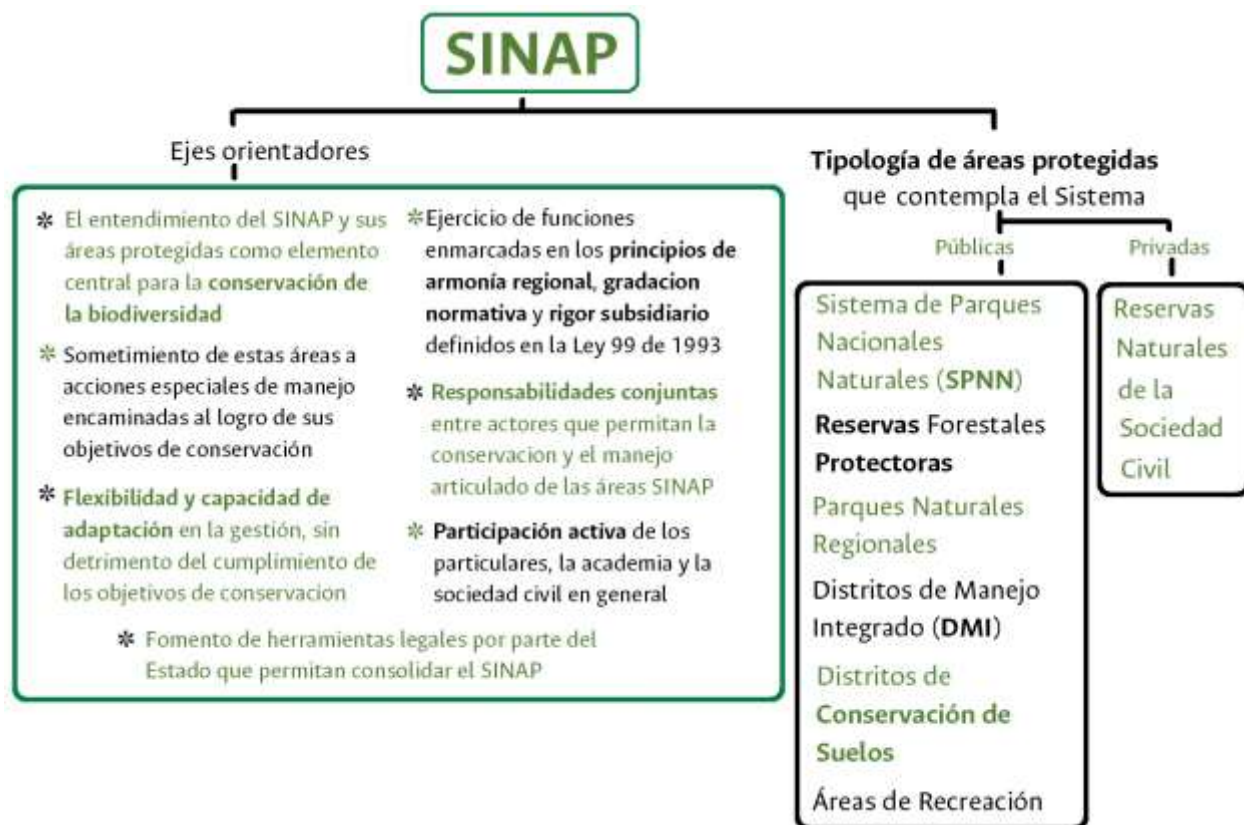 SINAP
Ejes orientadores
* El entendimiento del SINAP y sus
áreas protegidas como elemento
central para la conservación de
la biodiversidad
* Sometimiento de estas áreas a
acciones especiales de manejo
encaminadas al logro de sus
objetivos de conservación
* Flexibilidad y capacidad de
adaptación en la gestión, sin
detrimento del cumplimiento de
los objetivos de conservacion
* Ejercicio de funciones
enmarcadas en los principios de
armonía regional, gradacion
normativa y rigor subsidiario
definidos en la Ley 99 de 1993
* Responsabilidades conjuntas
entre actores que permitan la
conservacion y el manejo
articulado de las áreas SINAP
* Participación activa de los
particulares, la academia y la
sociedad civil en general
* Fomento de herramientas legales por parte del
Estado que permitan consolidar el SINAP
Tipología de áreas protegidas
que contempla el Sistema
Públicas
Sistema de Parques
Nacionales
Naturales (SPNN)
Reservas Forestales
Protectoras
Parques Naturales
Regionales
Distritos de Manejo
Integrado (DMI)
Distritos de
Conservación de
Suelos
Áreas de Recreación
Privadas
Reservas
Naturales
de la
Sociedad
Civil